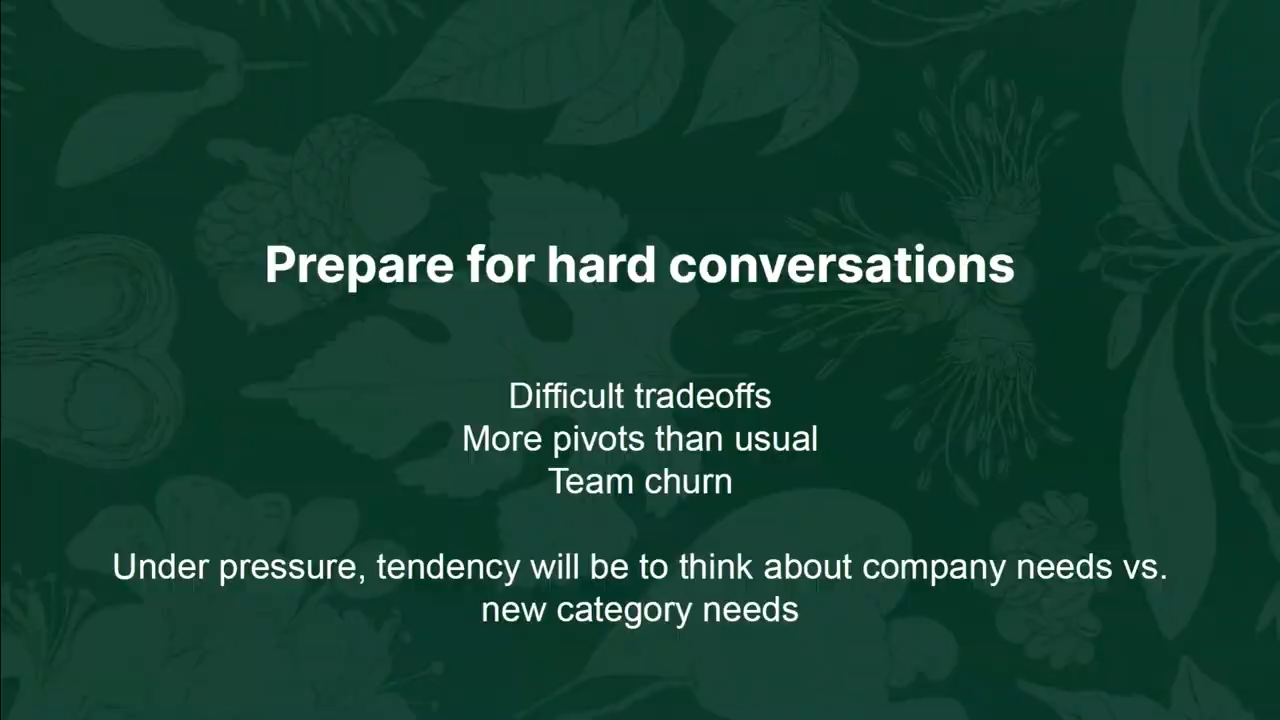 Prepare for hard conversations
Difficult tradeoffs
More pivots than usual
Team churn
Under pressure, tendency will be to think about company needs vs.
new category needs